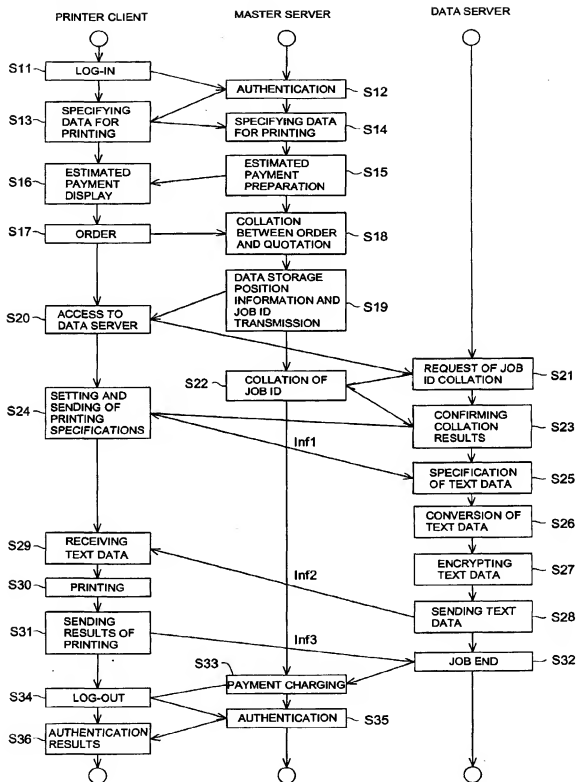 PRINTER CLIENT
MASTER SERVER
DATA SERVER
S11
LOG-IN
AUTHENTICATION
S12
S13
SPECIFYING
DATA FOR
PRINTING
SPECIFYING DATA
FOR PRINTING
S14
S16
ESTIMATED
PAYMENT
DISPLAY
ESTIMATED
PAYMENT
PREPARATION
S15
S17
ORDER
COLLATION
BETWEEN ORDER
AND QUOTATION
S18
DATA STORAGE
POSITION
INFORMATION AND
JOB ID
TRANSMISSION
S19
S20
ACCESS TO
DATA SERVER
REQUEST OF JOB
ID COLLATION
S21
S22
COLLATION OF
JOB ID
S24
SETTING AND
SENDING OF
PRINTING
SPECIFICATIONS
CONFIRMING
COLLATION
RESULTS
S23
Inf1
SPECIFICATION
OF TEXT DATA
S25
CONVERSION OF
TEXT DATA
S26
S29
RECEIVING
TEXT DATA
ENCRYPTING
TEXT DATA
S27
Inf2
S30
PRINTING
SENDING TEXT
DATA
S28
S31
SENDING
RESULTS OF
PRINTING
Inf3
JOB END
S32
S33
PAYMENT CHARGING
S34
LOG-OUT
AUTHENTICATION
S35
S36
AUTHENTICATION
RESULTS